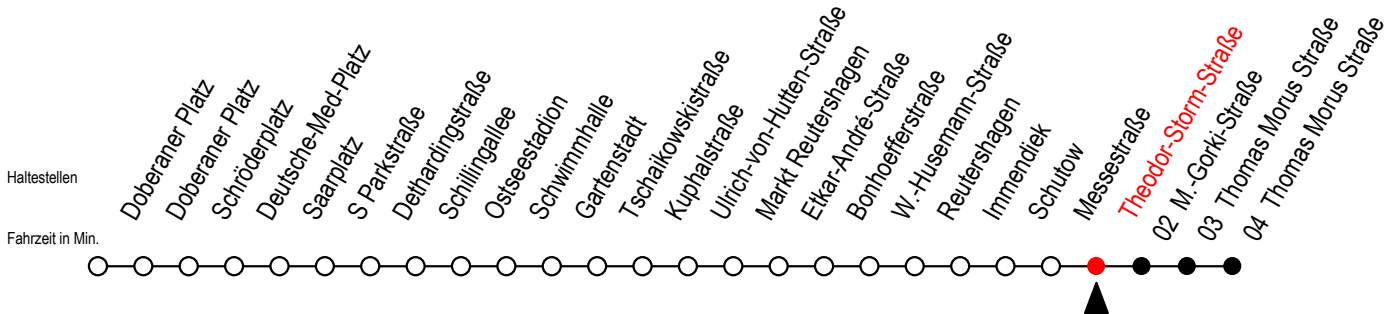 Haltestellen
Doberaner Platz
Doberaner Platz
Schröderplatz
Deutsche-Med-Platz
Saarplatz
S Parkstraße
Dethardingstraße
Schillingallee
Ostseestadion
Schwimmhalle
Gartenstadt
Tschaikowskistraße
Kuphalstraße
Ulrich-von-Hutten-Straße
Markt Reutershagen
Etkar-André-Straße
Bonhoefferstraße
W.-Husemann-Straße
Reutershagen
Immendiek
Schutow
Messestraße
Theodor-Storm-Straße
02 M.-Gorki-Straße
03 Thomas Morus Straße
04 Thomas Morus Straße
Fahrzeit in Min.